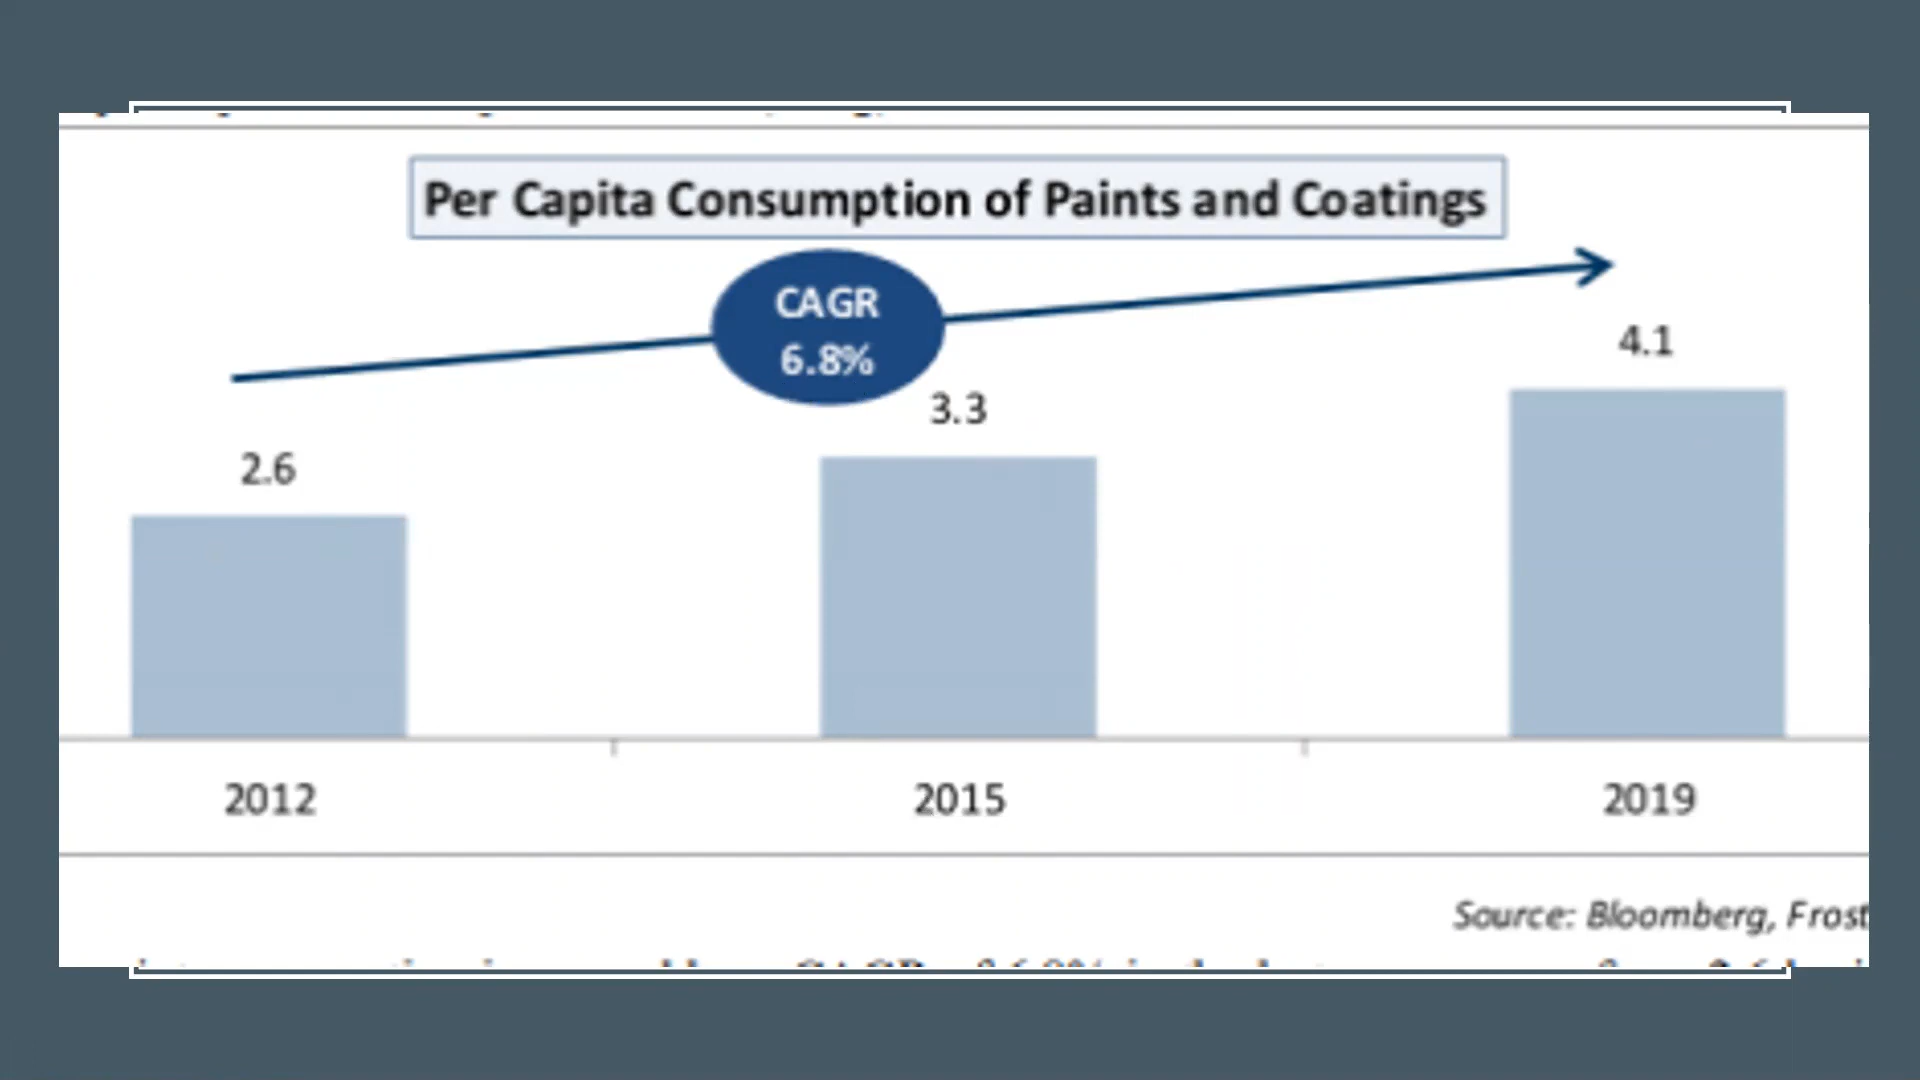 Per Capita Consumption of Paints and Coatings
CAGR
6.8%
2.6
3.3
4.1
2012
2015
2019
Source: Bloomberg, Frost